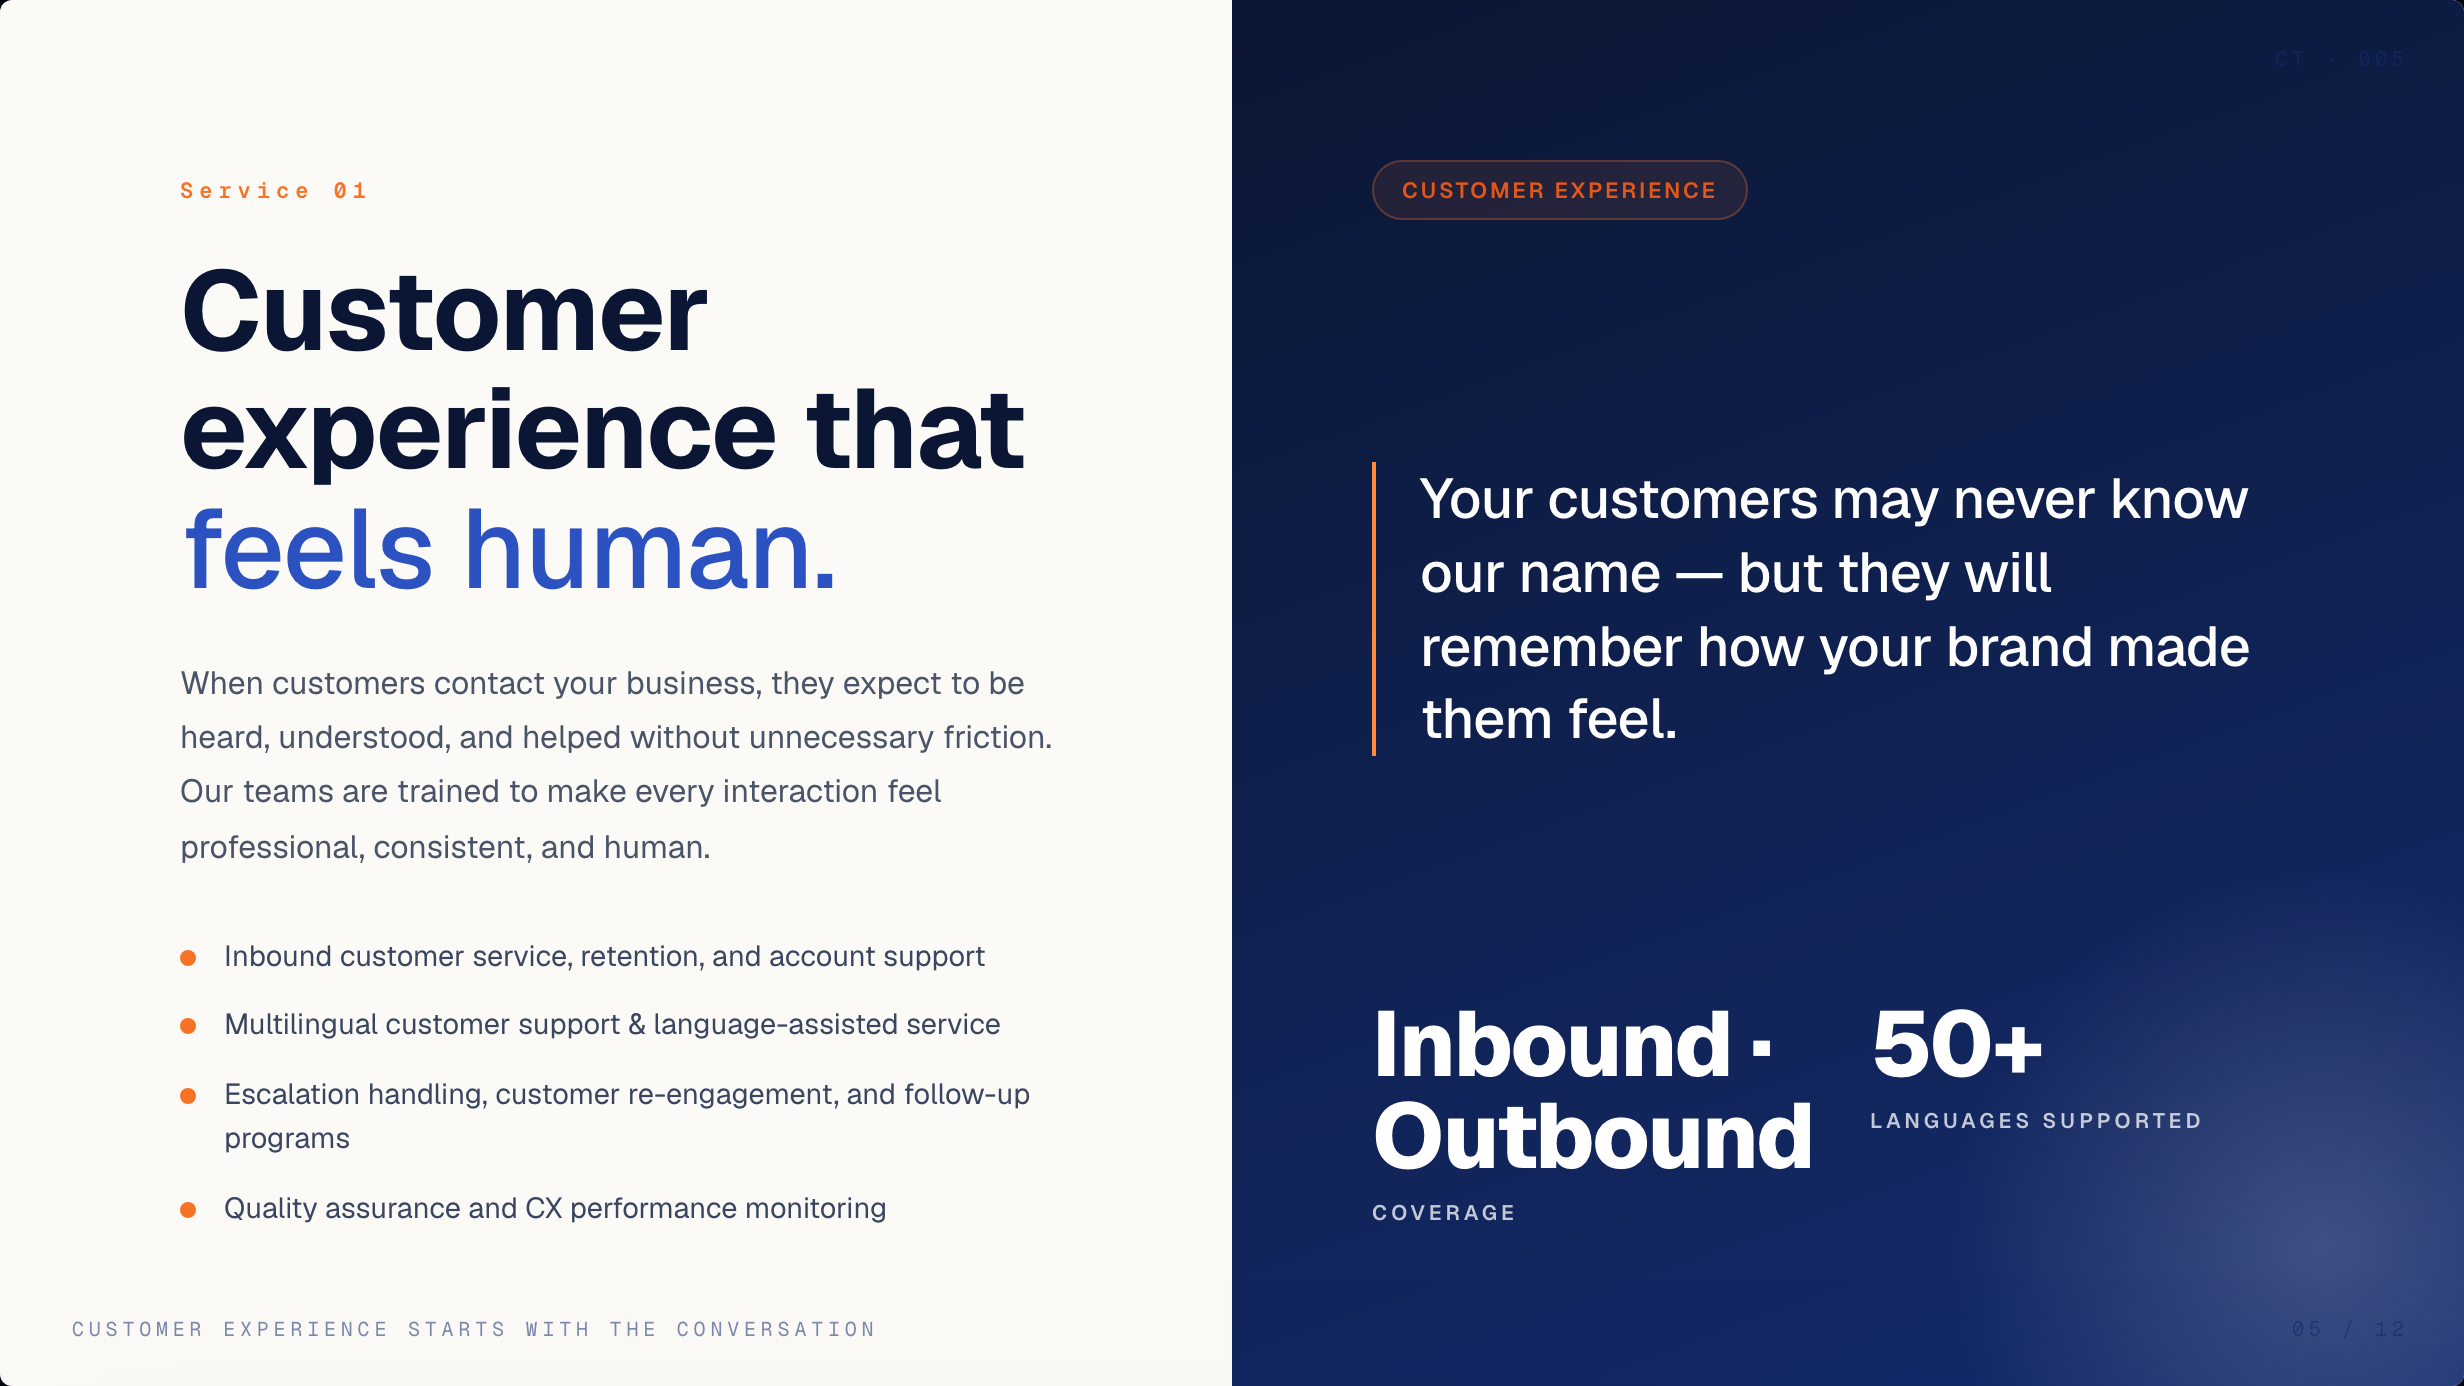 Service 01
Customer
experience that
feels human.
When customers contact your business, they expect to be
heard, understood, and helped without unnecessary friction.
Our teams are trained to make every interaction feel
professional, consistent, and human.
Inbound customer service, retention, and account support
Multilingual customer support & language-assisted service
Escalation handling, customer re-engagement, and follow-up
programs
Quality assurance and CX performance monitoring
CUSTOMER EXPERIENCE STARTS WITH THE CONVERSATION
CT · 005
CUSTOMER EXPERIENCE
Your customers may never know
our name — but they will
remember how your brand made
them feel.
Inbound ·
Outbound
COVERAGE
50+
LANGUAGES SUPPORTED
05 / 12